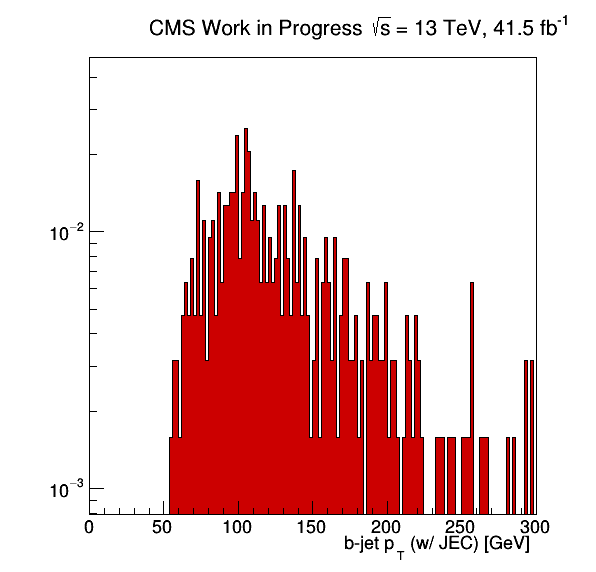 CMS Work in Progress √s = 13 TeV, 41.5 fb⁻¹
10⁻²
10⁻³
0 50 100 150 200 250 300
b-jet p_T (w/ JEC) [GeV]